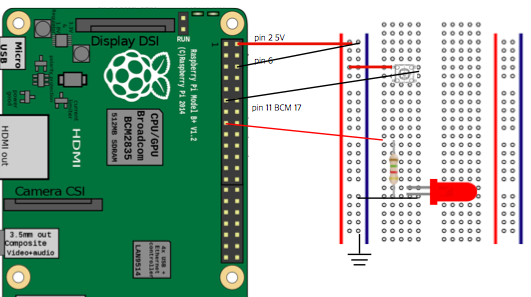 Display DSI
RUN
Micro
USB
1
Raspberry Pi Model B+ V1.2
(C)Raspberry Pi 2014
CPU/GPU
Broadcom
BCM2835
512MB SDRAM
HDMI out
HDMI
Camera CSI
3.5mm out
Composite
Video+audio
4x USB +
Ethernet
controller
LAN9514
pin 2 5V
pin 6
pin 11 BCM 17